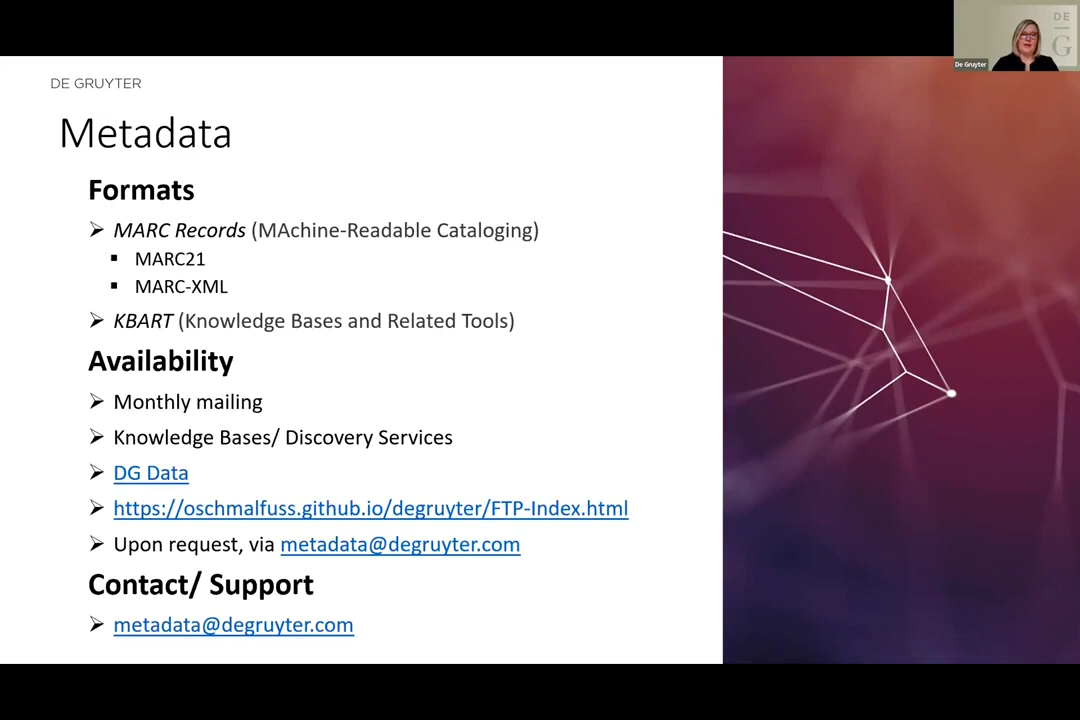 DE
G
De Gruyter
DE GRUYTER
Metadata
Formats
MARC Records (MAchine-Readable Cataloging)
MARC21
MARC-XML
KBART (Knowledge Bases and Related Tools)
Availability
Monthly mailing
Knowledge Bases/ Discovery Services
DG Data
https://oschmalfuss.github.io/degruyter/FTP-Index.html
Upon request, via metadata@degruyter.com
Contact/ Support
metadata@degruyter.com